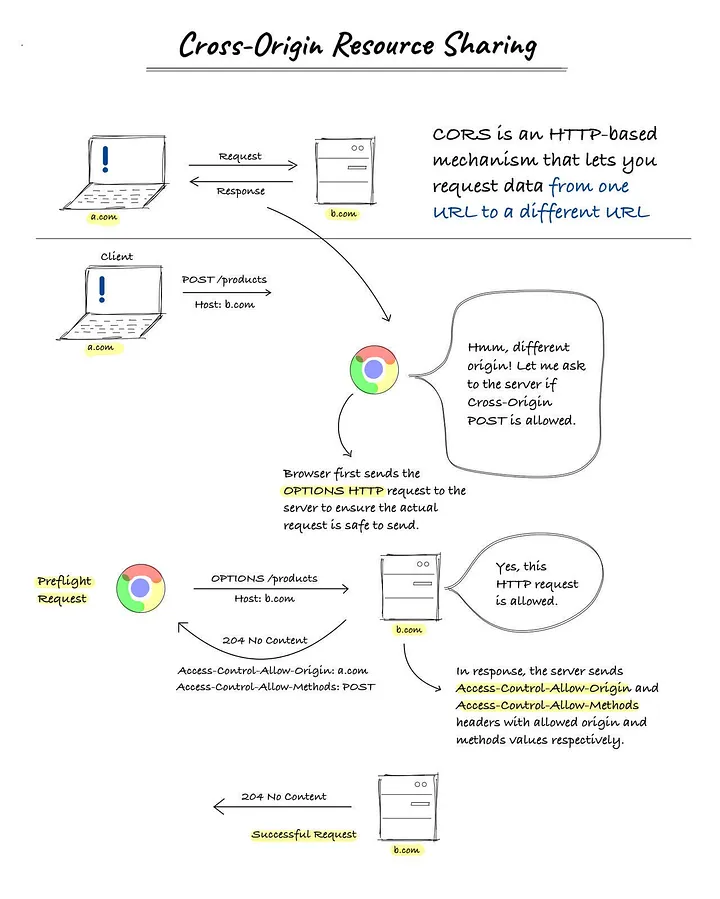 Cross-Origin Resource Sharing
Request
Response
a.com
b.com
CORS is an HTTP-based
mechanism that lets you
request data from one
URL to a different URL
Client
POST /products
Host: b.com
a.com
Hmm, different
origin! Let me ask
to the server if
Cross-Origin
POST is allowed.
Browser first sends the
OPTIONS HTTP request to the
server to ensure the actual
request is safe to send.
Preflight
Request
OPTIONS /products
Host: b.com
204 No Content
Access-Control-Allow-Origin: a.com
Access-Control-Allow-Methods: POST
b.com
Yes, this
HTTP request
is allowed.
In response, the server sends
Access-Control-Allow-Origin and
Access-Control-Allow-Methods
headers with allowed origin and
methods values respectively.
204 No Content
Successful Request
b.com